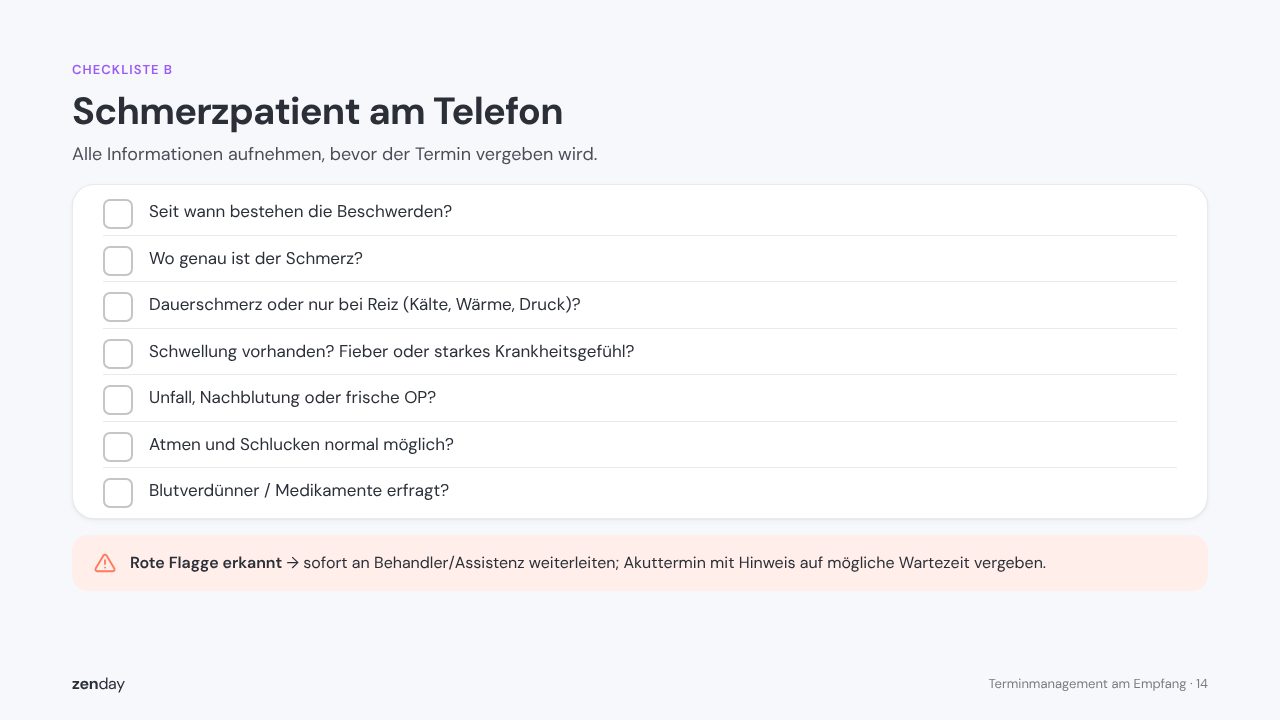 CHECKLISTE B
Schmerzpatient am Telefon
Alle Informationen aufnehmen, bevor der Termin vergeben wird.
Seit wann bestehen die Beschwerden?
Wo genau ist der Schmerz?
Dauerschmerz oder nur bei Reiz (Kälte, Wärme, Druck)?
Schwellung vorhanden? Fieber oder starkes Krankheitsgefühl?
Unfall, Nachblutung oder frische OP?
Atmen und Schlucken normal möglich?
Blutverdünner / Medikamente erfragt?
Rote Flagge erkannt → sofort an Behandler/Assistenz weiterleiten; Akuttermin mit Hinweis auf mögliche Wartezeit vergeben.
zenday
Terminmanagement am Empfang · 14